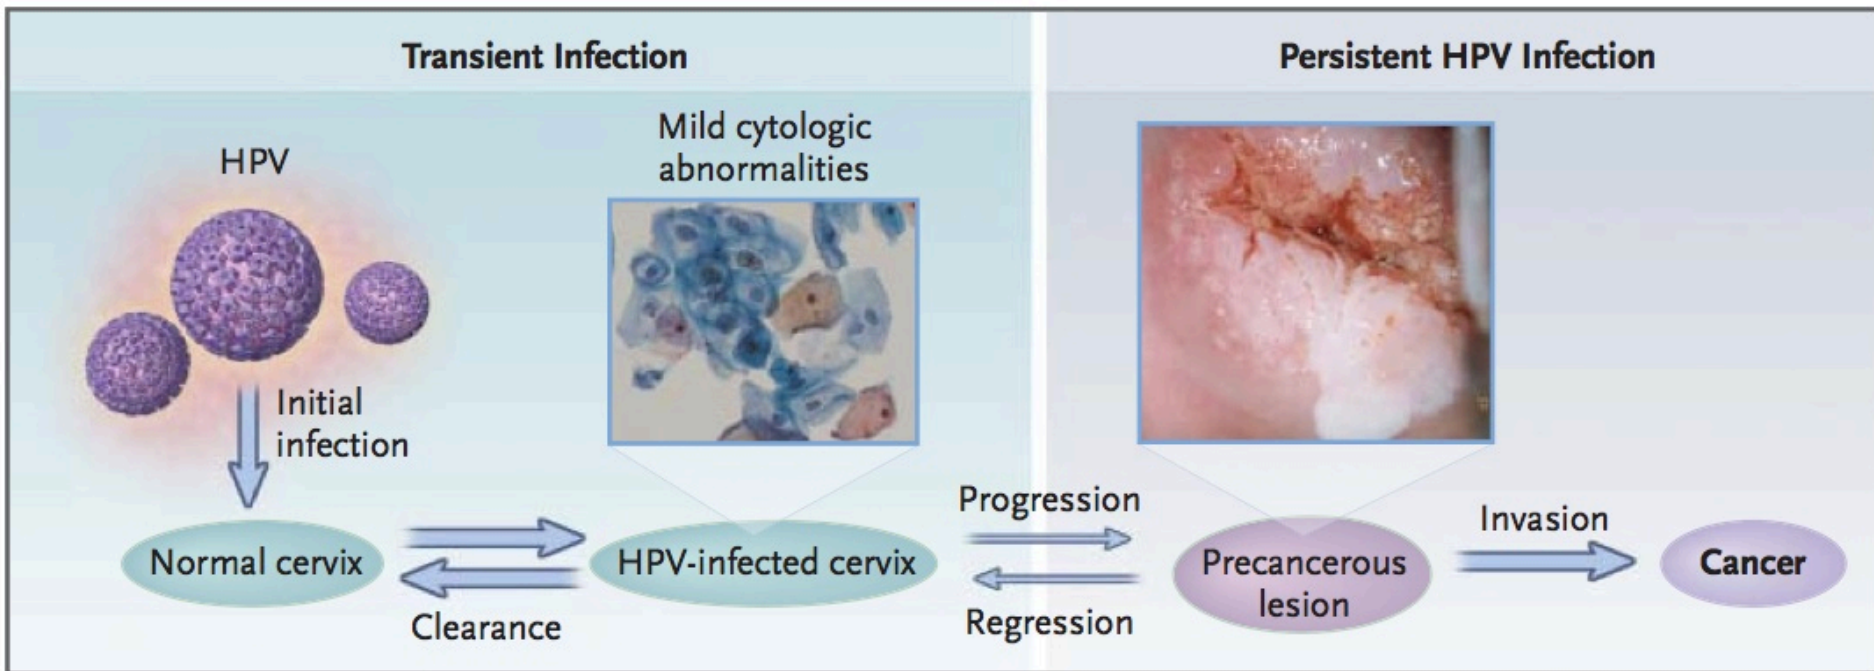 Transient Infection
Persistent HPV Infection
HPV
Mild cytologic
abnormalities
Initial
infection
Normal cervix
Clearance
HPV-infected cervix
Progression
Regression
Precancerous
lesion
Invasion
Cancer